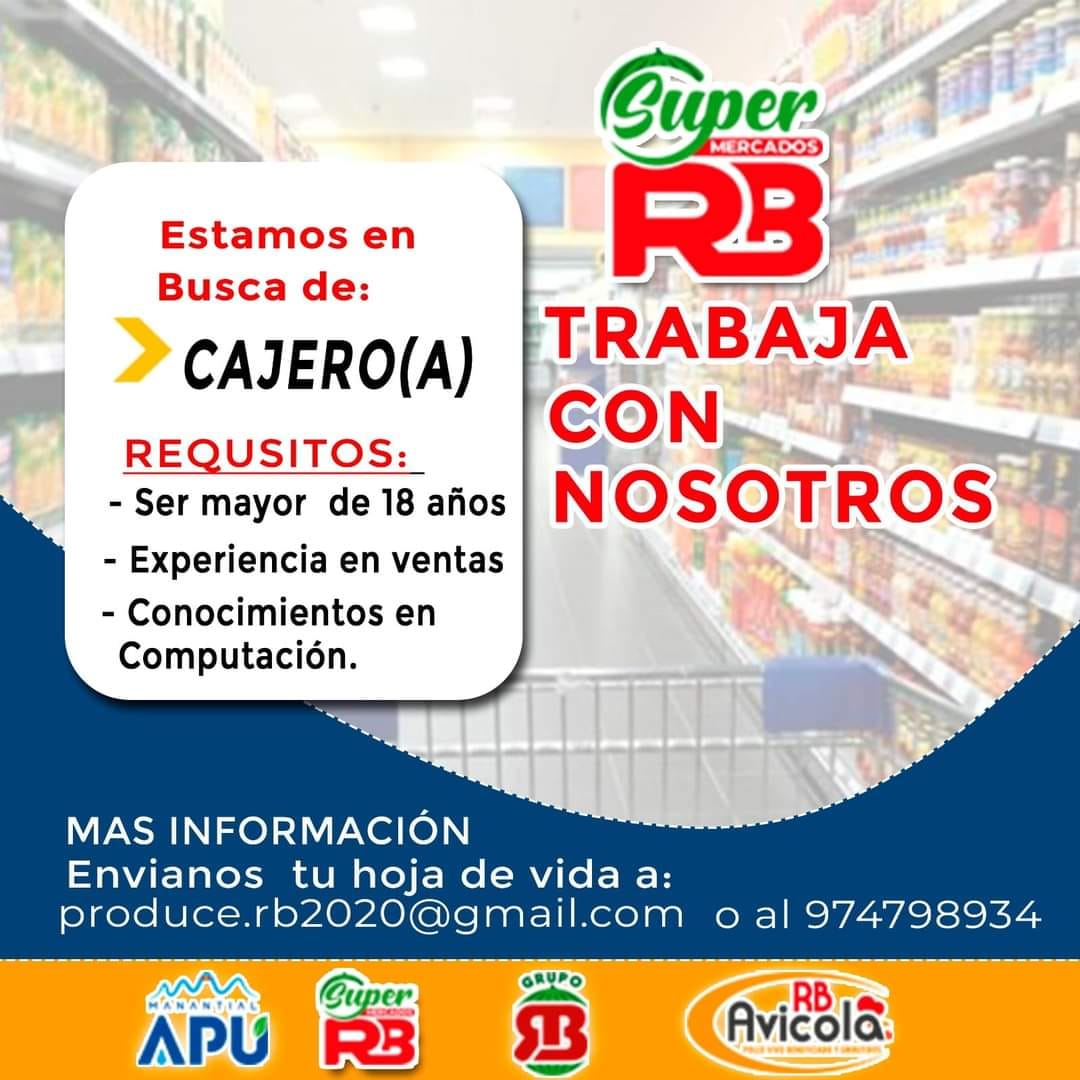 Super
MERCADOS
RB
TRABAJA
CON
NOSOTROS
Estamos en
Busca de:
CAJERO(A)
REQUSITOS:
- Ser mayor de 18 años
- Experiencia en ventas
- Conocimientos en
Computación.
MAS INFORMACIÓN
Envianos tu hoja de vida a:
produce.rb2020@gmail.com o al 974798934
MANANTIAL
APU
Super
MERCADOS
RB
GRUPO
RB
RB
Avicola